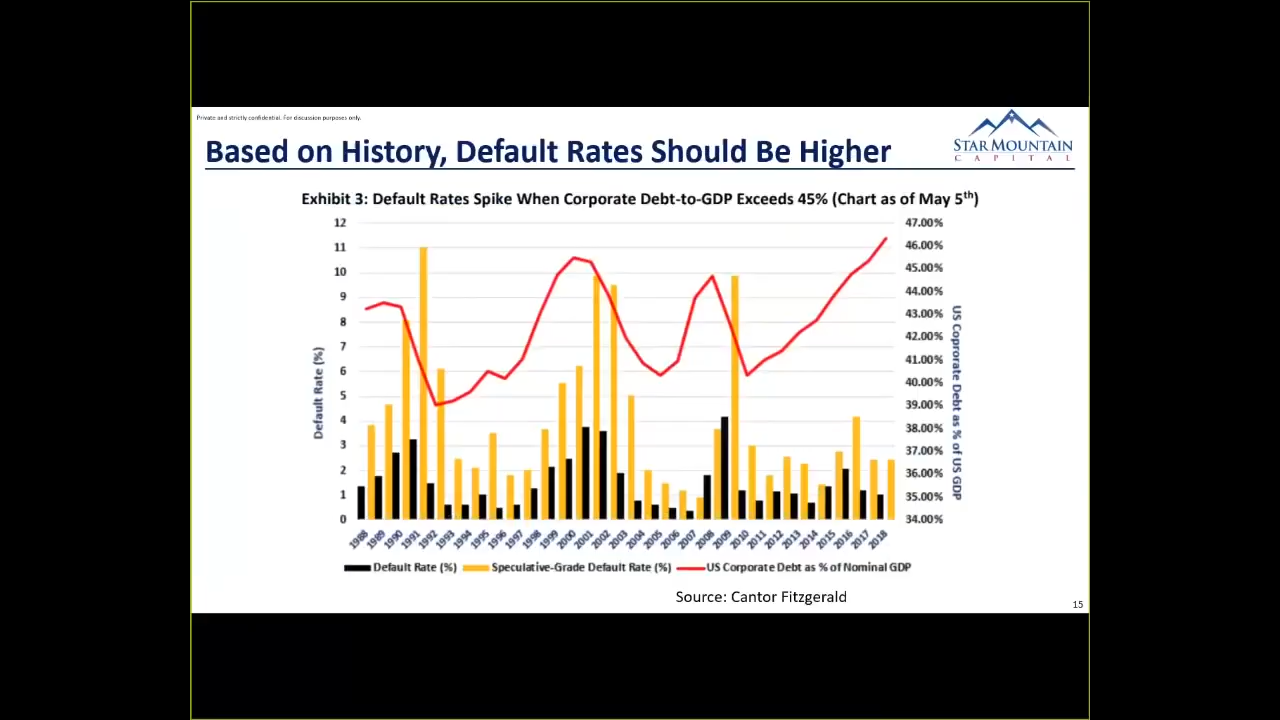 Private and strictly confidential. For discussion purposes only.
Based on History, Default Rates Should Be Higher
STAR MOUNTAIN
CAPITAL
Exhibit 3: Default Rates Spike When Corporate Debt-to-GDP Exceeds 45% (Chart as of May 5th)
12
11
10
9
8
7
6
5
4
3
2
1
0
Default Rate (%)
47.00%
46.00%
45.00%
44.00%
43.00%
42.00%
41.00%
40.00%
39.00%
38.00%
37.00%
36.00%
35.00%
34.00%
US Coprorate Debt as % of US GDP
1988 1989 1990 1991 1992 1993 1994 1995 1996 1997 1998 1999 2000 2001 2002 2003 2004 2005 2006 2007 2008 2009 2010 2011 2012 2013 2014 2015 2016 2017 2018
Default Rate (%) Speculative-Grade Default Rate (%) US Corporate Debt as % of Nominal GDP
Source: Cantor Fitzgerald
15